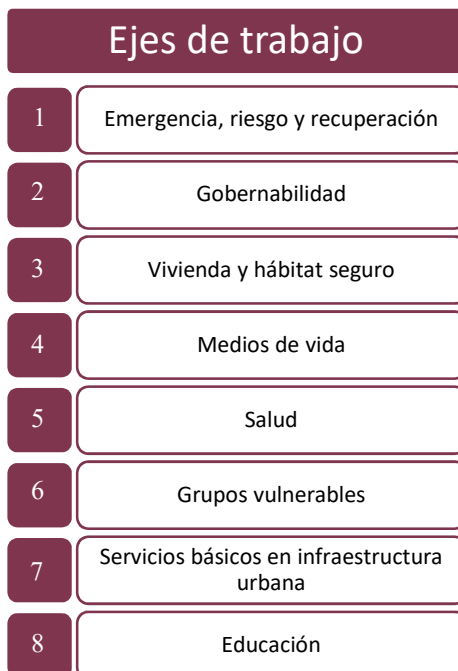 Ejes de trabajo
1
Emergencia, riesgo y recuperación
2
Gobernabilidad
3
Vivienda y hábitat seguro
4
Medios de vida
5
Salud
6
Grupos vulnerables
7
Servicios básicos en infraestructura
urbana
8
Educación